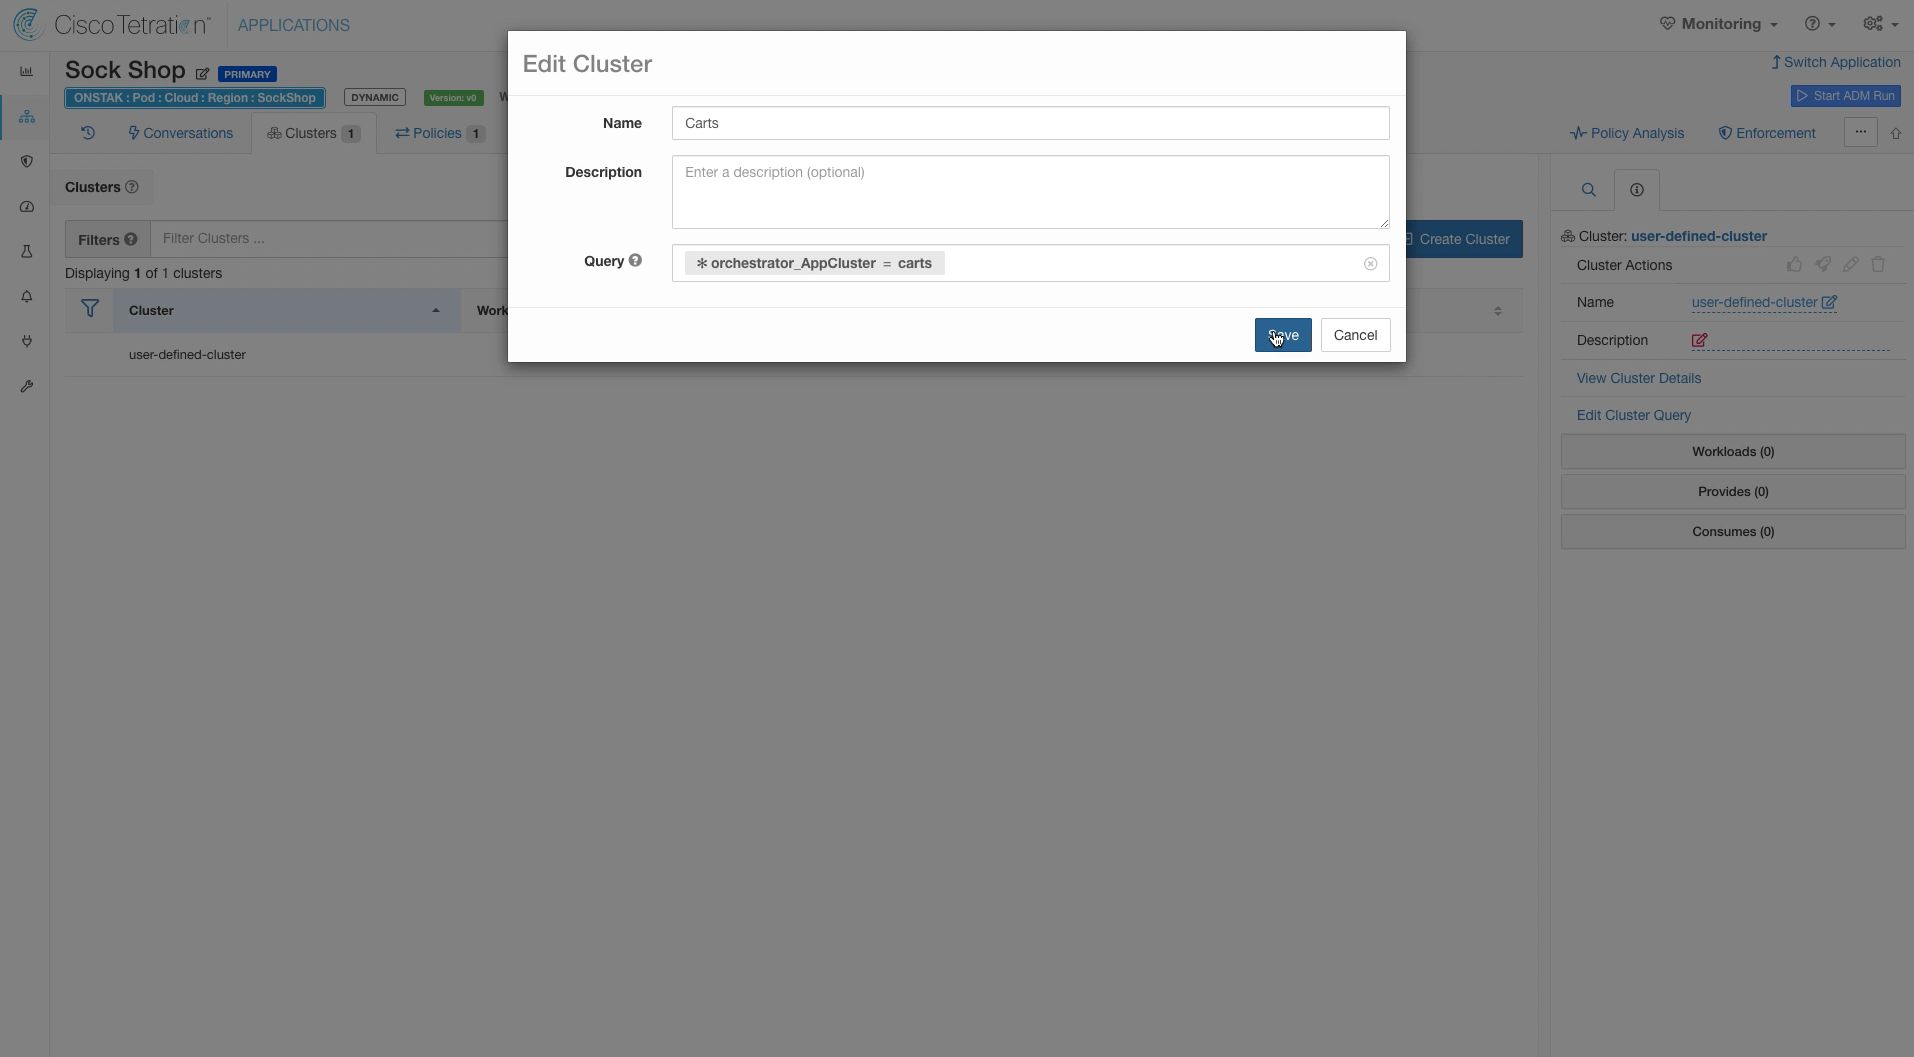 Cisco Tetration™
APPLICATIONS
Monitoring
Sock Shop
PRIMARY
Switch Application
ONSTAK : Pod : Cloud : Region : SockShop
DYNAMIC
Version: v0
W
Start ADM Run
Conversations
Clusters 1
Policies 1
Policy Analysis
Enforcement
...
Edit Cluster
Name
Carts
Description
Enter a description (optional)
Query
* orchestrator_AppCluster = carts
Save
Cancel
Clusters
Filters
Filter Clusters ...
Create Cluster
Displaying 1 of 1 clusters
Cluster
Work
user-defined-cluster
Cluster: user-defined-cluster
Cluster Actions
Name
user-defined-cluster
Description
View Cluster Details
Edit Cluster Query
Workloads (0)
Provides (0)
Consumes (0)